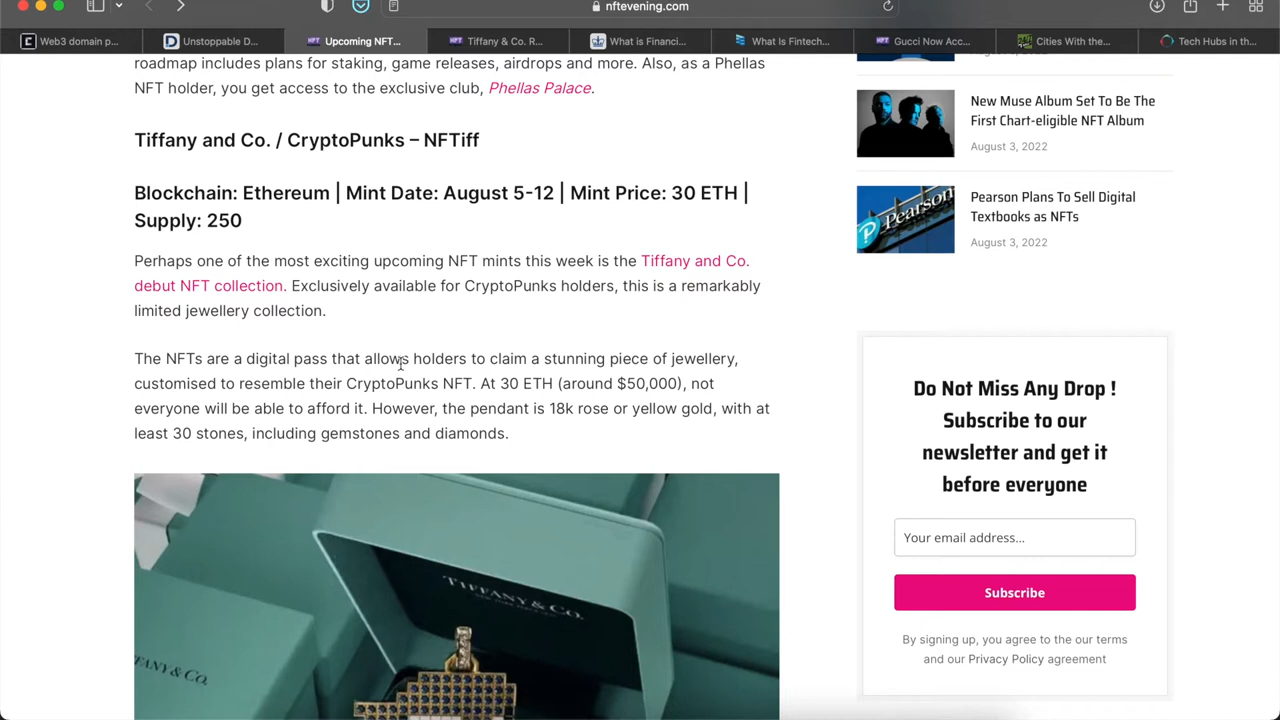 nftevening.com
Web3 domain p...
Unstoppable D...
Upcoming NFT...
Tiffany & Co. R...
What is Financi...
What Is Fintech...
Gucci Now Acc...
Cities With the...
Tech Hubs in th...
roadmap includes plans for staking, game releases, airdrops and more. Also, as a Phellas
NFT holder, you get access to the exclusive club, Phellas Palace.
Tiffany and Co. / CryptoPunks – NFTiff
Blockchain: Ethereum | Mint Date: August 5-12 | Mint Price: 30 ETH |
Supply: 250
Perhaps one of the most exciting upcoming NFT mints this week is the Tiffany and Co.
debut NFT collection. Exclusively available for CryptoPunks holders, this is a remarkably
limited jewellery collection.
The NFTs are a digital pass that allows holders to claim a stunning piece of jewellery,
customised to resemble their CryptoPunks NFT. At 30 ETH (around $50,000), not
everyone will be able to afford it. However, the pendant is 18k rose or yellow gold, with at
least 30 stones, including gemstones and diamonds.
TIFFANY & CO.
ANY & CO.
New Muse Album Set To Be The
First Chart-eligible NFT Album
August 3, 2022
Pearson
Pearson Plans To Sell Digital
Textbooks as NFTs
August 3, 2022
Do Not Miss Any Drop !
Subscribe to our
newsletter and get it
before everyone
Your email address...
Subscribe
By signing up, you agree to the our terms
and our Privacy Policy agreement